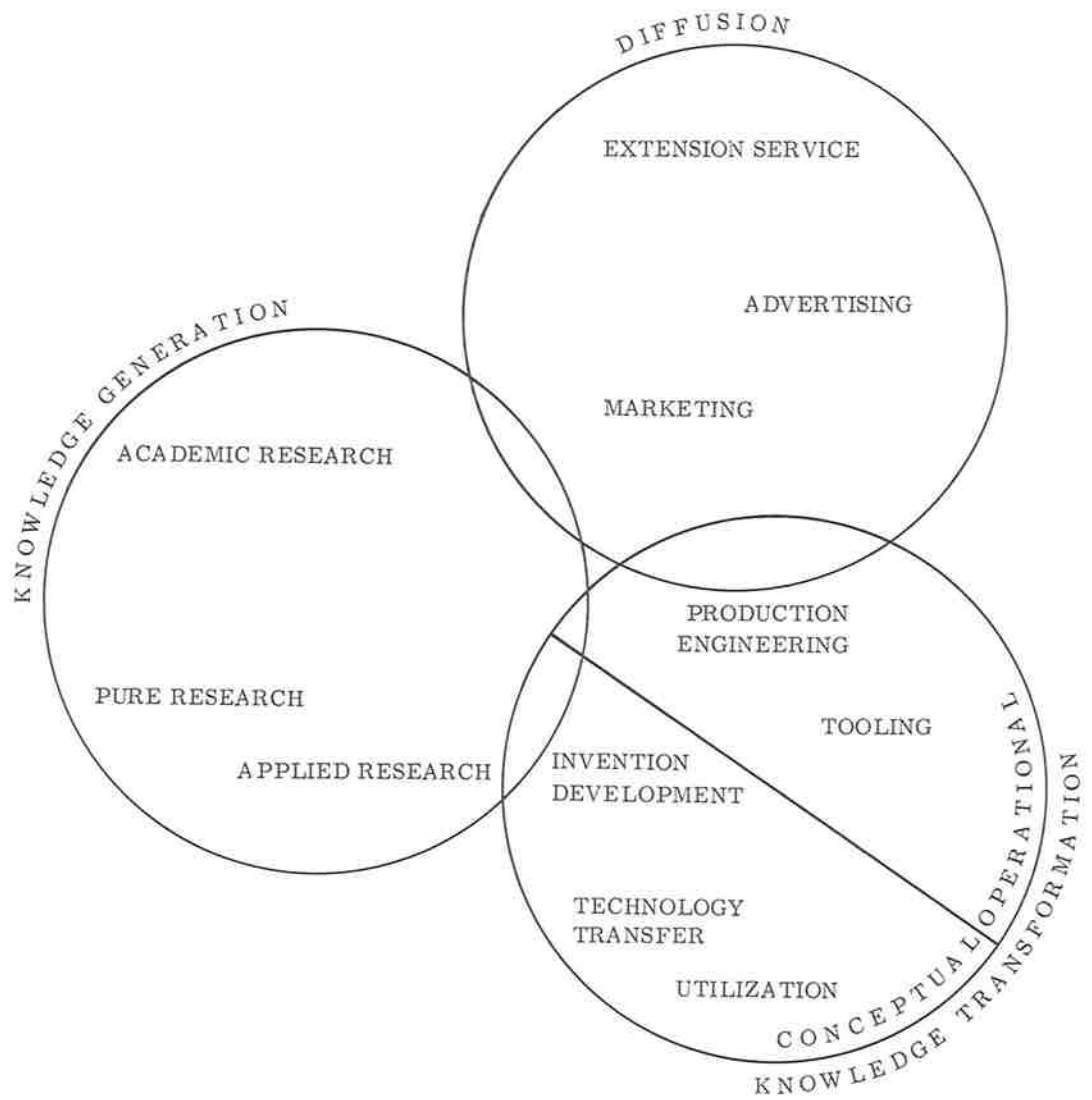 DIFFUSION
EXTENSION SERVICE
ADVERTISING
MARKETING
KNOWLEDGE GENERATION
ACADEMIC RESEARCH
PURE RESEARCH
APPLIED RESEARCH
PRODUCTION
ENGINEERING
TOOLING
INVENTION
DEVELOPMENT
TECHNOLOGY
TRANSFER
UTILIZATION
CONCEPTUAL
OPERATIONAL
KNOWLEDGE TRANSFORMATION